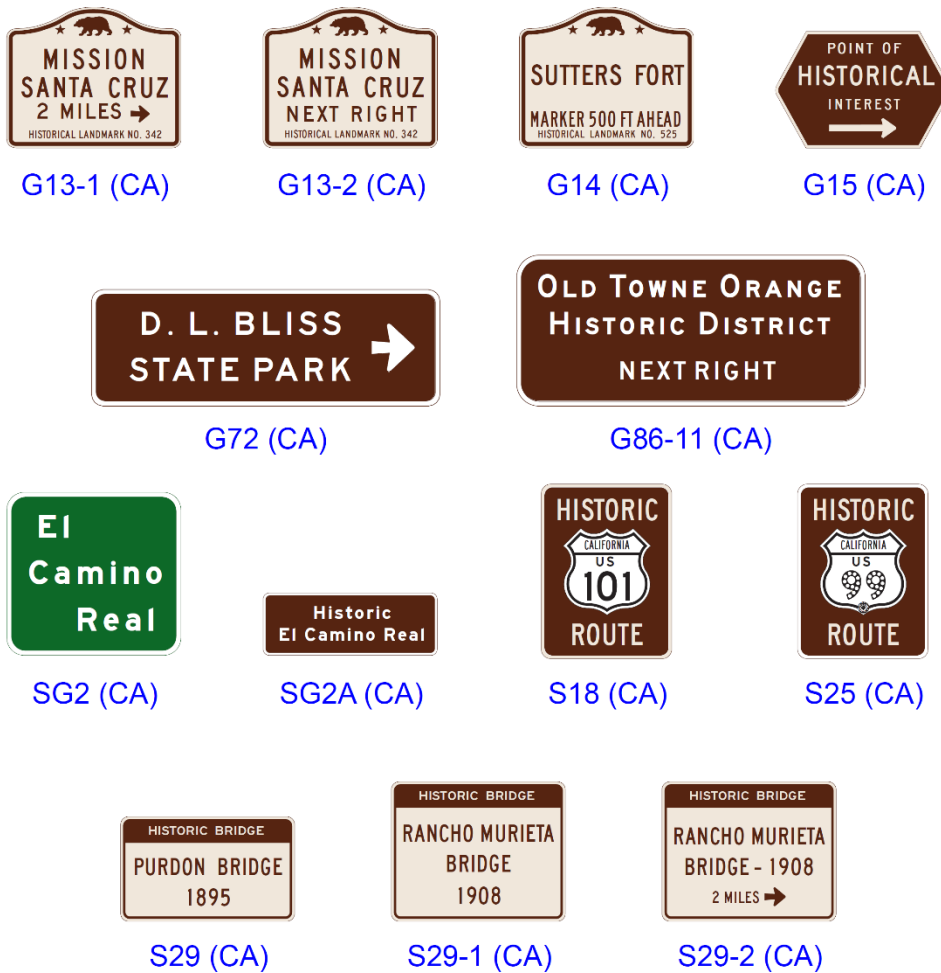 MISSION
SANTA CRUZ
2 MILES →
HISTORICAL LANDMARK NO. 342
G13-1 (CA)
MISSION
SANTA CRUZ
NEXT RIGHT
HISTORICAL LANDMARK NO. 342
G13-2 (CA)
SUTTERS FORT
MARKER 500 FT AHEAD
HISTORICAL LANDMARK NO. 525
G14 (CA)
POINT OF
HISTORICAL
INTEREST
G15 (CA)
D. L. BLISS
STATE PARK
G72 (CA)
OLD TOWNE ORANGE
HISTORIC DISTRICT
NEXT RIGHT
G86-11 (CA)
El
Camino
Real
SG2 (CA)
Historic
El Camino Real
SG2A (CA)
HISTORIC
CALIFORNIA
US
101
ROUTE
S18 (CA)
HISTORIC
CALIFORNIA
US
99
ROUTE
S25 (CA)
HISTORIC BRIDGE
PURDON BRIDGE
1895
S29 (CA)
HISTORIC BRIDGE
RANCHO MURIETA
BRIDGE
1908
S29-1 (CA)
HISTORIC BRIDGE
RANCHO MURIETA
BRIDGE - 1908
2 MILES →
S29-2 (CA)